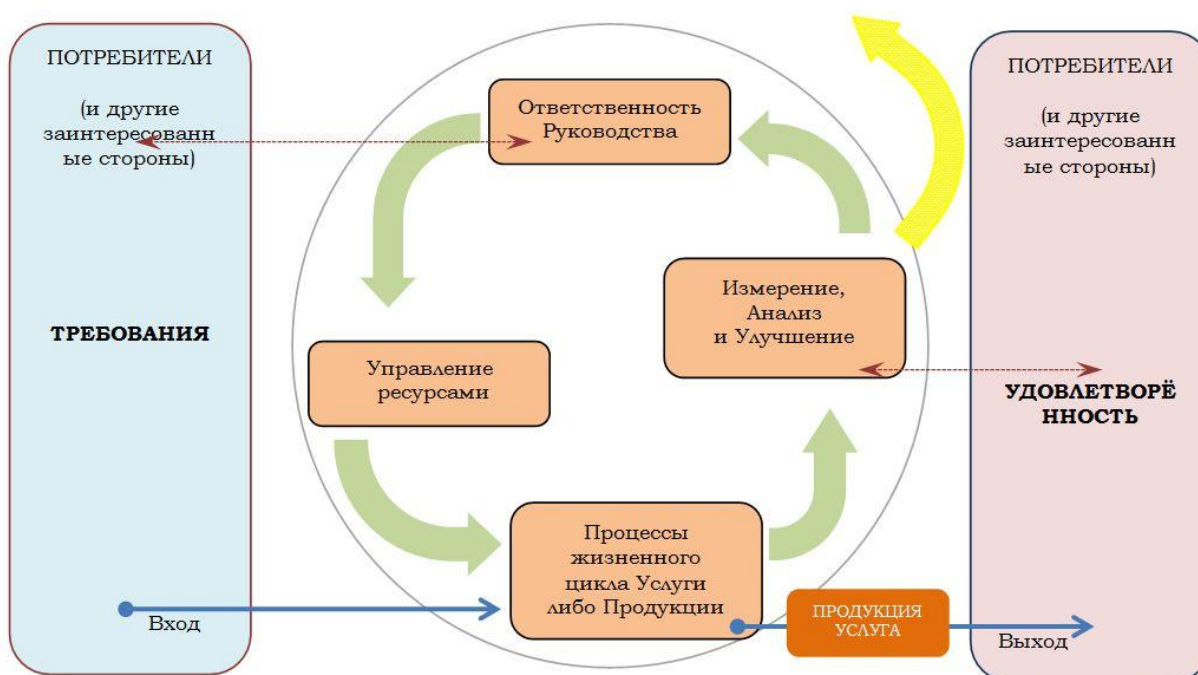 ПОТРЕБИТЕЛИ
(и другие
заинтересованн
ые стороны)
ТРЕБОВАНИЯ
Вход
Ответственность
Руководства
Управление
ресурсами
Измерение,
Анализ
и Улучшение
Процессы
жизненного
цикла Услуги
либо Продукции
ПРОДУКЦИЯ
УСЛУГА
ПОТРЕБИТЕЛИ
(и другие
заинтересованн
ые стороны)
УДОВЛЕТВОРЁ
ННОСТЬ
Выход